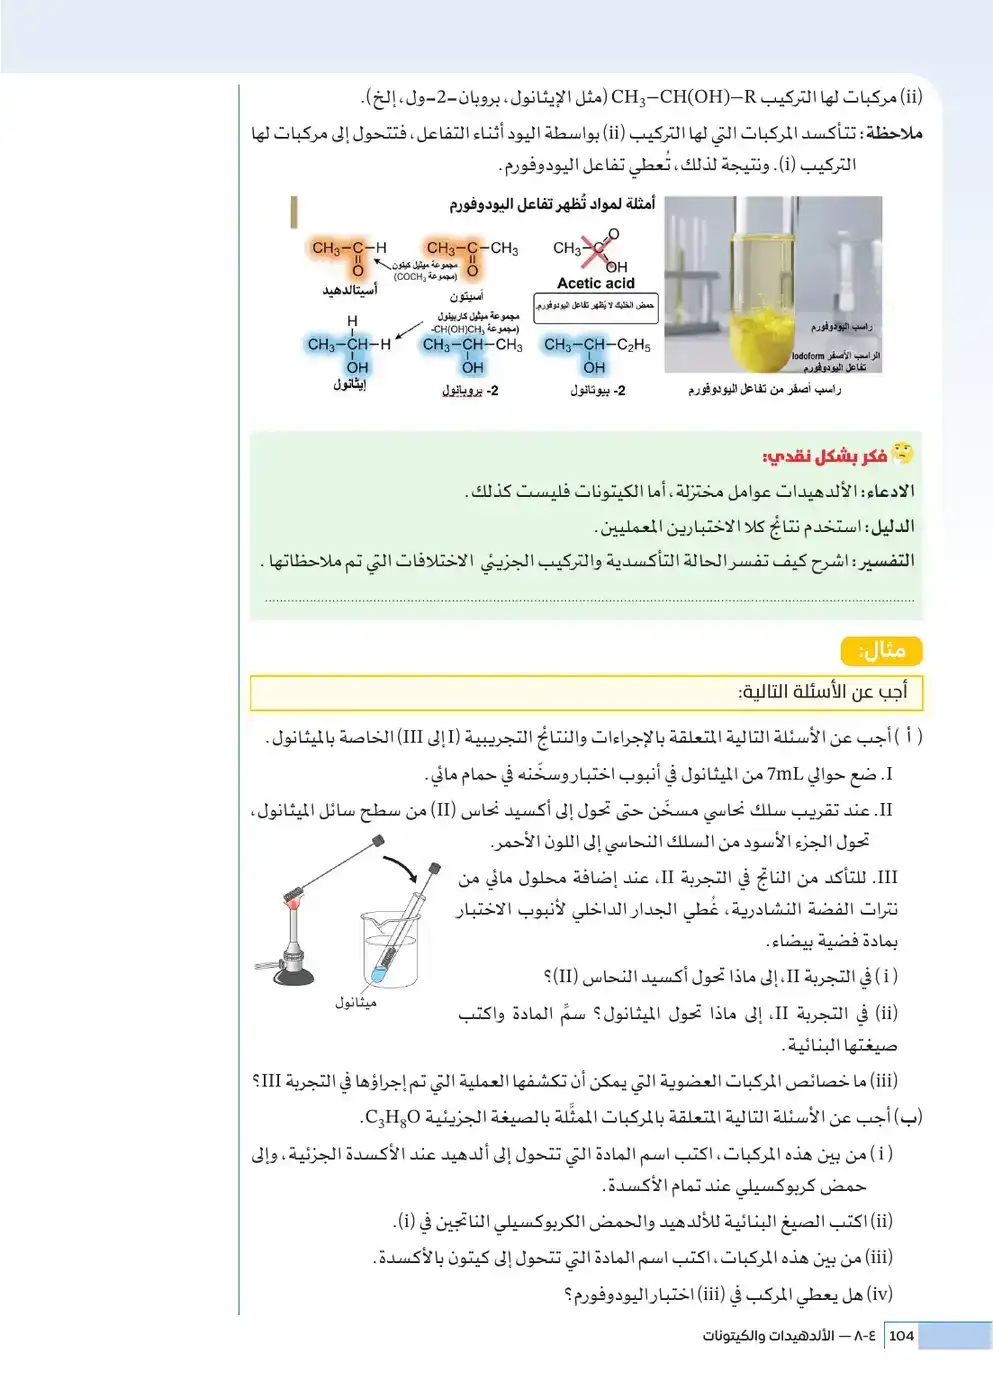 (ii) مركبات لها التركيب CH₃–CH(OH)–R (مثل الإيثانول، بروبان-2-ول، إلخ).
ملاحظة: تتأكسد المركبات التي لها التركيب (ii) بواسطة اليود أثناء التفاعل، فتتحول إلى مركبات لها
التركيب (i). ونتيجة لذلك، تُعطي تفاعل اليودوفورم.
أمثلة لمواد تُظهر تفاعل اليودوفورم
CH₃–C–H
O
أسيتالدهيد
CH₃–C–CH₃
O
أسيتون
مجموعة ميثيل كيتون
(مجموعة COCH₃)
CH₃–C
O
OH
Acetic acid
حمض الخليك لا يُظهر تفاعل اليودوفورم.
مجموعة ميثيل كاربينول
(مجموعة CH(OH)CH₃-
H
CH₃–CH–H
OH
إيثانول
CH₃–CH–CH₃
OH
2- بروبانول
CH₃–CH–C₂H₅
OH
2- بيوتانول
راسب اليودوفورم
الراسب الأصفر Iodoform
تفاعل اليودوفورم
راسب أصفر من تفاعل اليودوفورم
فكر بشكل نقدي:
الادعاء: الألدهيدات عوامل مختزلة، أما الكيتونات فليست كذلك.
الدليل: استخدم نتائج كلا الاختبارين المعمليين.
التفسير: اشرح كيف تفسر الحالة التأكسدية والتركيب الجزيئي الاختلافات التي تم ملاحظاتها .
مثال:
أجب عن الأسئلة التالية:
( أ ) أجب عن الأسئلة التالية المتعلقة بالإجراءات والنتائج التجريبية (I إلى III) الخاصة بالميثانول.
I. ضع حوالي 7mL من الميثانول في أنبوب اختبار وسخّنه في حمام مائي.
II. عند تقريب سلك نحاسي مسخّن حتى تحول إلى أكسيد نحاس (II) من سطح سائل الميثانول،
تحول الجزء الأسود من السلك النحاسي إلى اللون الأحمر.
III. للتأكد من الناتج في التجربة II، عند إضافة محلول مائي من
نترات الفضة النشادرية، غُطي الجدار الداخلي لأنبوب الاختبار
بمادة فضية بيضاء.
ميثانول
( i ) في التجربة II، إلى ماذا تحول أكسيد النحاس (II)؟
(ii) في التجربة II، إلى ماذا تحول الميثانول؟ سمِّ المادة واكتب
صيغتها البنائية.
(iii) ما خصائص المركبات العضوية التي يمكن أن تكشفها العملية التي تم إجراؤها في التجربة III؟
(ب) أجب عن الأسئلة التالية المتعلقة بالمركبات الممثَّلة بالصيغة الجزيئية C₃H₈O.
( i ) من بين هذه المركبات، اكتب اسم المادة التي تتحول إلى ألدهيد عند الأكسدة الجزئية، وإلى
حمض كربوكسيلي عند تمام الأكسدة.
(ii) اكتب الصيغ البنائية للألدهيد والحمض الكربوكسيلي الناتجين في (i).
(iii) من بين هذه المركبات، اكتب اسم المادة التي تتحول إلى كيتون بالأكسدة.
(iv) هل يعطي المركب في (iii) اختبار اليودوفورم؟
104 ٤-٨ — الألدهيدات والكيتونات